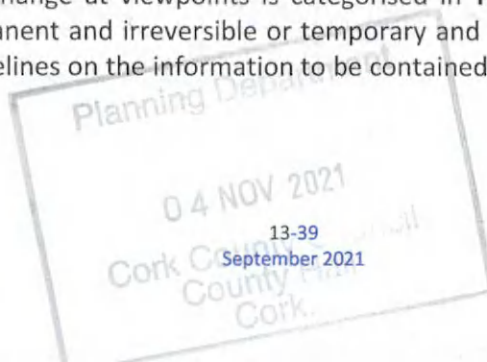 change at viewpoints is categorised in
anent and irreversible or temporary and
elines on the information to be contained
Planning Department
04 NOV 2021
13-39
Cork County Council
September 2021
County Hall
Cork.